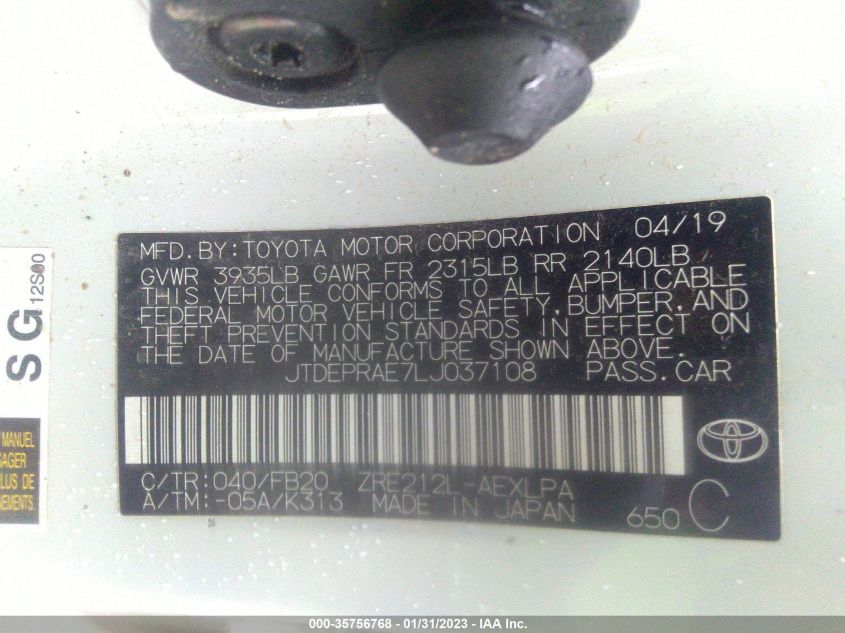 MFD.BY:TOYOTA MOTOR CORPORATION 04/19
GVWR 3935LB GAWR FR 2315LB RR 2140LB
THIS VEHICLE CONFORMS TO ALL APPLICABLE
FEDERAL MOTOR VEHICLE SAFETY,BUMPER,AND
THEFT PREVENTION STANDARDS IN EFFECT ON
THE DATE OF MANUFACTURE SHOWN ABOVE.
JTDEPRAE7LJ037108 PASS.CAR
C/TR:040/FB20 ZRE212L-AEXLPA
A/TM:-05A/K313 MADE IN JAPAN 650 C
SG 12S00
MANUEL
PLUS DE
NEMENTS.
000-35756768 - 01/31/2023 - IAA Inc.